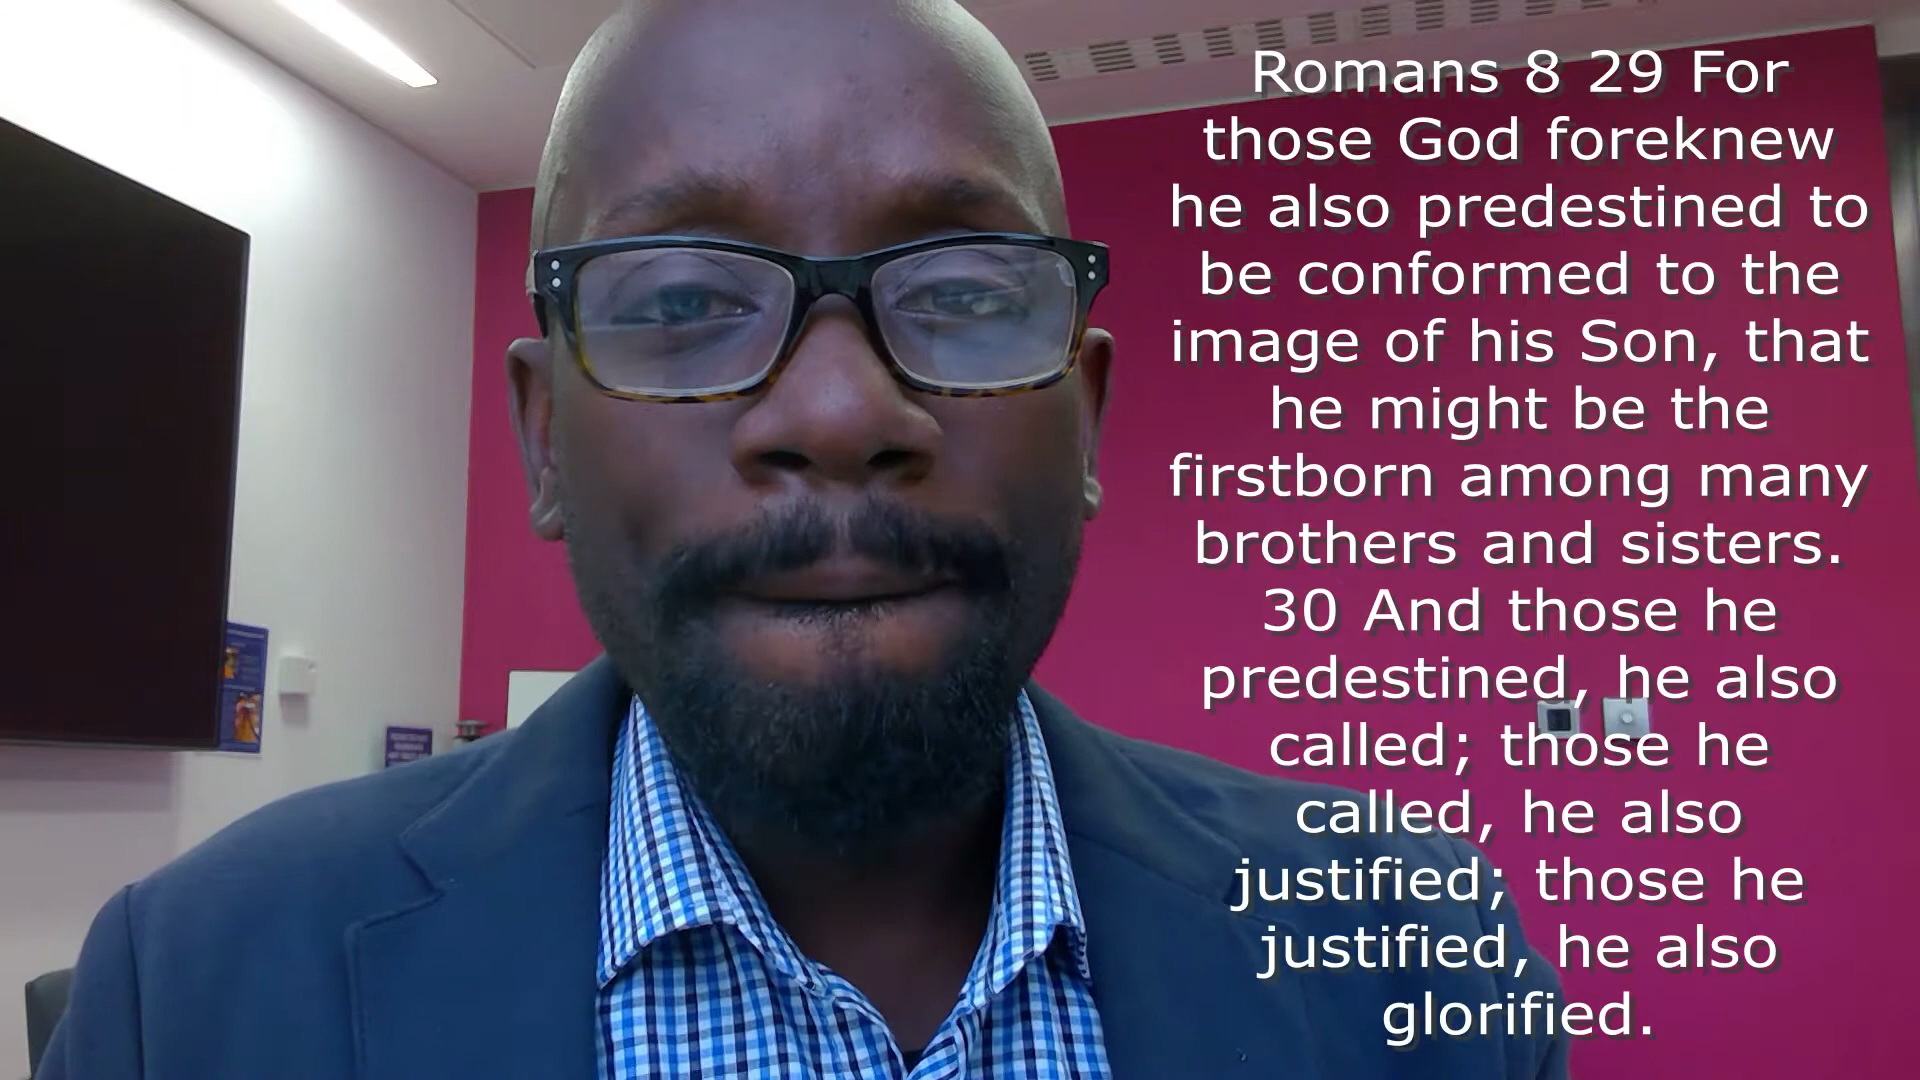 Romans 8 29 For
those God foreknew
he also predestined to
be conformed to the
image of his Son, that
he might be the
firstborn among many
brothers and sisters.
30 And those he
predestined, he also
called; those he
called, he also
justified; those he
justified, he also
glorified.